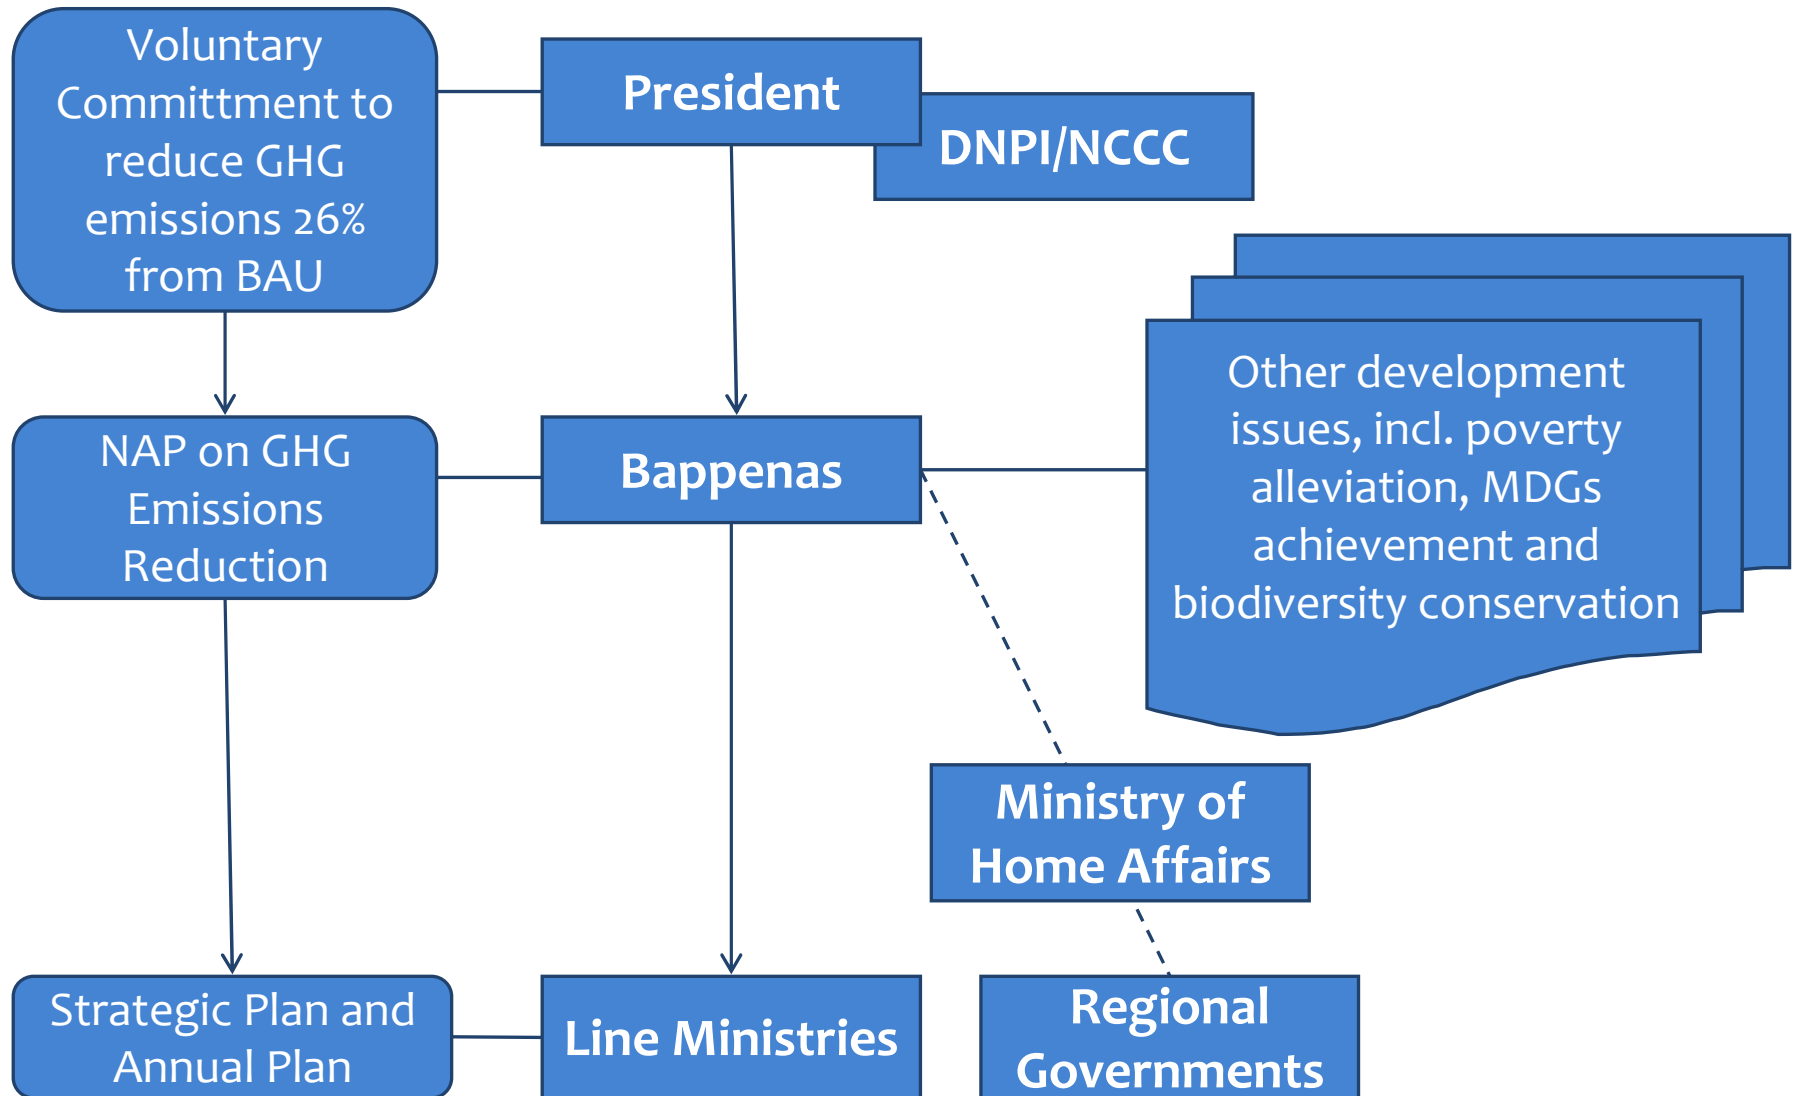 Voluntary
Committment to
reduce GHG
emissions 26%
from BAU
President
DNPI/NCCC
NAP on GHG
Emissions
Reduction
Bappenas
Other development
issues, incl. poverty
alleviation, MDGs
achievement and
biodiversity conservation
Ministry of
Home Affairs
Strategic Plan and
Annual Plan
Line Ministries
Regional
Governments